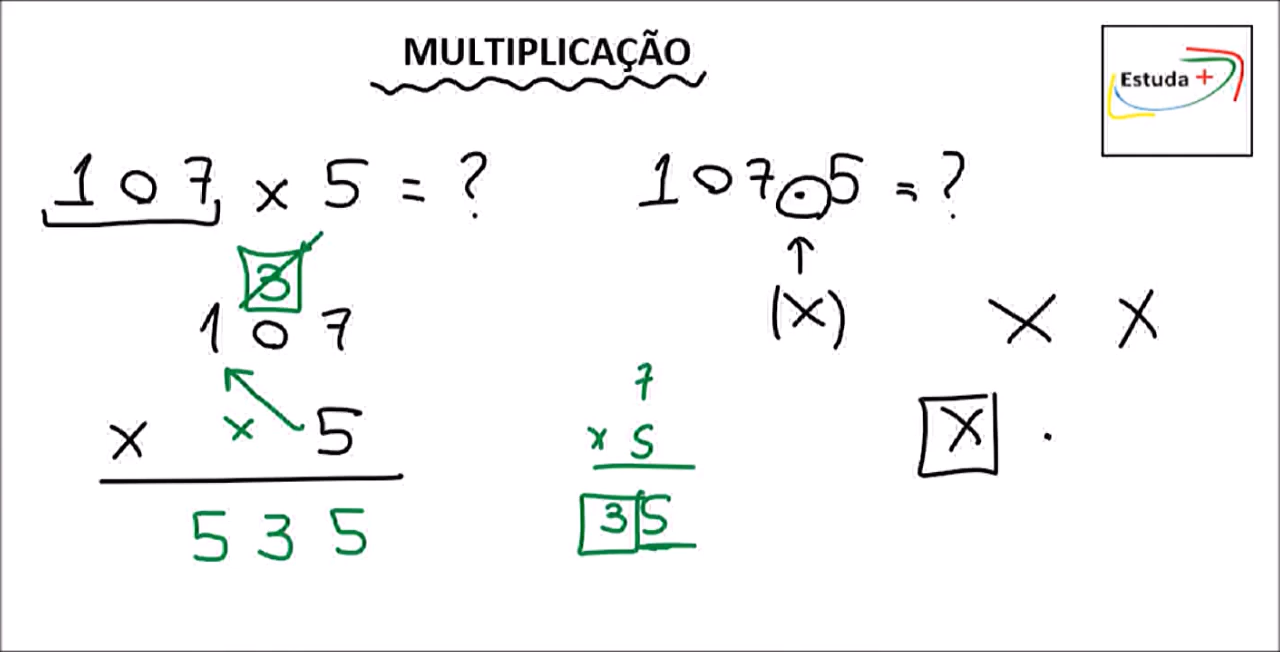 MULTIPLICAÇÃO
Estuda +
107 x 5 = ?
107 · 5 = ?
3
(x)
107
x x
7
x x 5
x ·
x 5
535
35